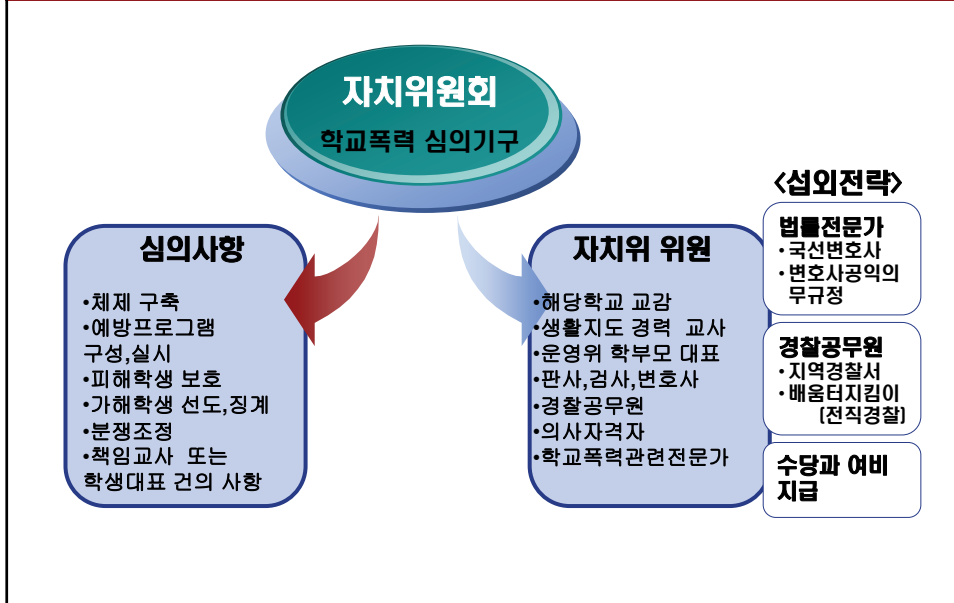 자치위원회
학교폭력 심의기구
심의사항
•체제 구축
•예방프로그램
구성,실시
•피해학생 보호
•가해학생 선도,징계
•분쟁조정
•책임교사 또는
학생대표 건의 사항
자치위 위원
•해당학교 교감
•생활지도 경력 교사
•운영위 학부모 대표
•판사,검사,변호사
•경찰공무원
•의사자격자
•학교폭력관련전문가
<섭외전략>
법률전문가
•국선변호사
•변호사공익의
무규정
경찰공무원
•지역경찰서
•배움터지킴이
(전직경찰)
수당과 여비
지급